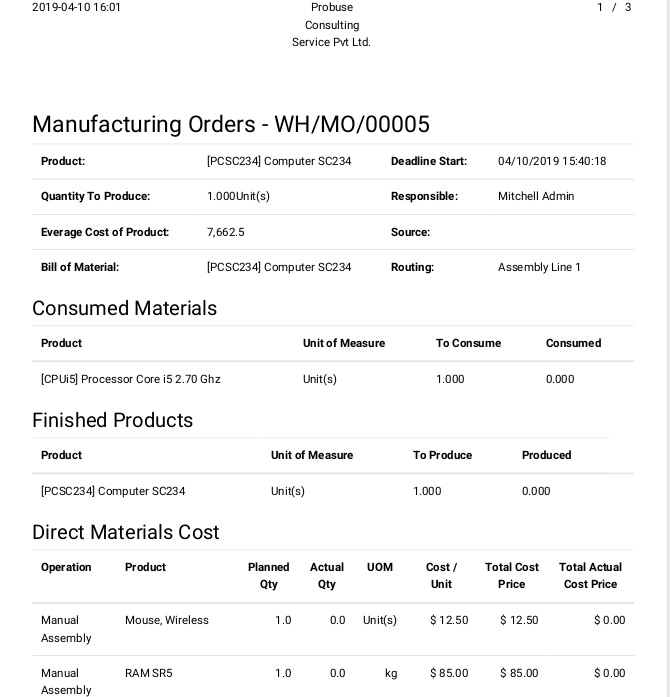 2019-04-10 16:01 Probuse 1 / 3
Consulting
Service Pvt Ltd.
Manufacturing Orders - WH/MO/00005
Product: [PCSC234] Computer SC234 Deadline Start: 04/10/2019 15:40:18
Quantity To Produce: 1.000Unit(s) Responsible: Mitchell Admin
Everage Cost of Product: 7,662.5 Source:
Bill of Material: [PCSC234] Computer SC234 Routing: Assembly Line 1
Consumed Materials
Product Unit of Measure To Consume Consumed
[CPUi5] Processor Core i5 2.70 Ghz Unit(s) 1.000 0.000
Finished Products
Product Unit of Measure To Produce Produced
[PCSC234] Computer SC234 Unit(s) 1.000 0.000
Direct Materials Cost
Operation Product Planned Actual UOM Cost / Total Cost Total Actual
Qty Qty Unit Price Cost Price
Manual Mouse, Wireless 1.0 0.0 Unit(s) $ 12.50 $ 12.50 $ 0.00
Assembly
Manual RAM SR5 1.0 0.0 kg $ 85.00 $ 85.00 $ 0.00
Assembly